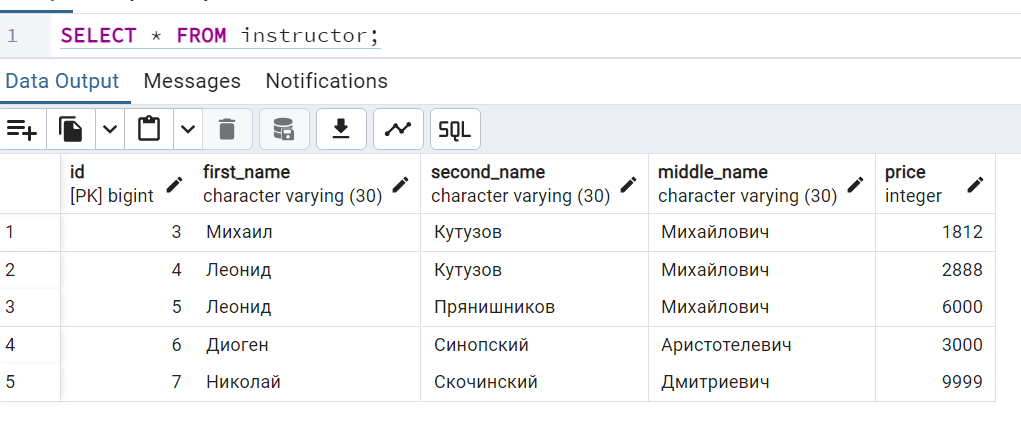 1 SELECT * FROM instructor;
Data Output Messages Notifications
SQL
id first_name second_name middle_name price
[PK] bigint character varying (30) character varying (30) character varying (30) integer
1 3 Михаил Кутузов Михайлович 1812
2 4 Леонид Кутузов Михайлович 2888
3 5 Леонид Прянишников Михайлович 6000
4 6 Диоген Синопский Аристотелевич 3000
5 7 Николай Скочинский Дмитриевич 9999